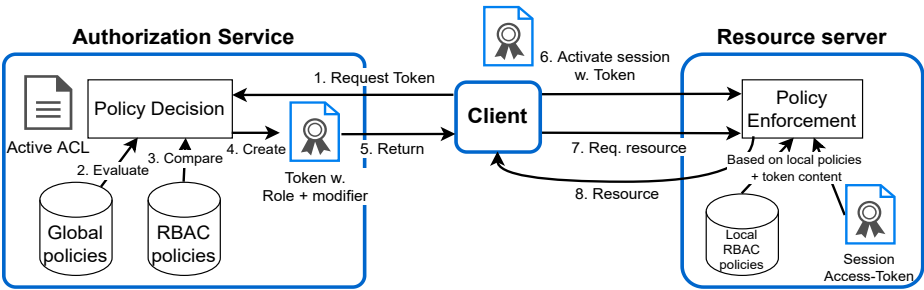 Authorization Service
Resource server
6. Activate session
w. Token
1. Request Token
Policy Decision
Client
Policy
Enforcement
Active ACL
2. Evaluate
3. Compare
4. Create
5. Return
7. Req. resource
Based on local policies
+ token content
Token w.
Role + modifier
8. Resource
Global
policies
RBAC
policies
Local
RBAC
policies
Session
Access-Token